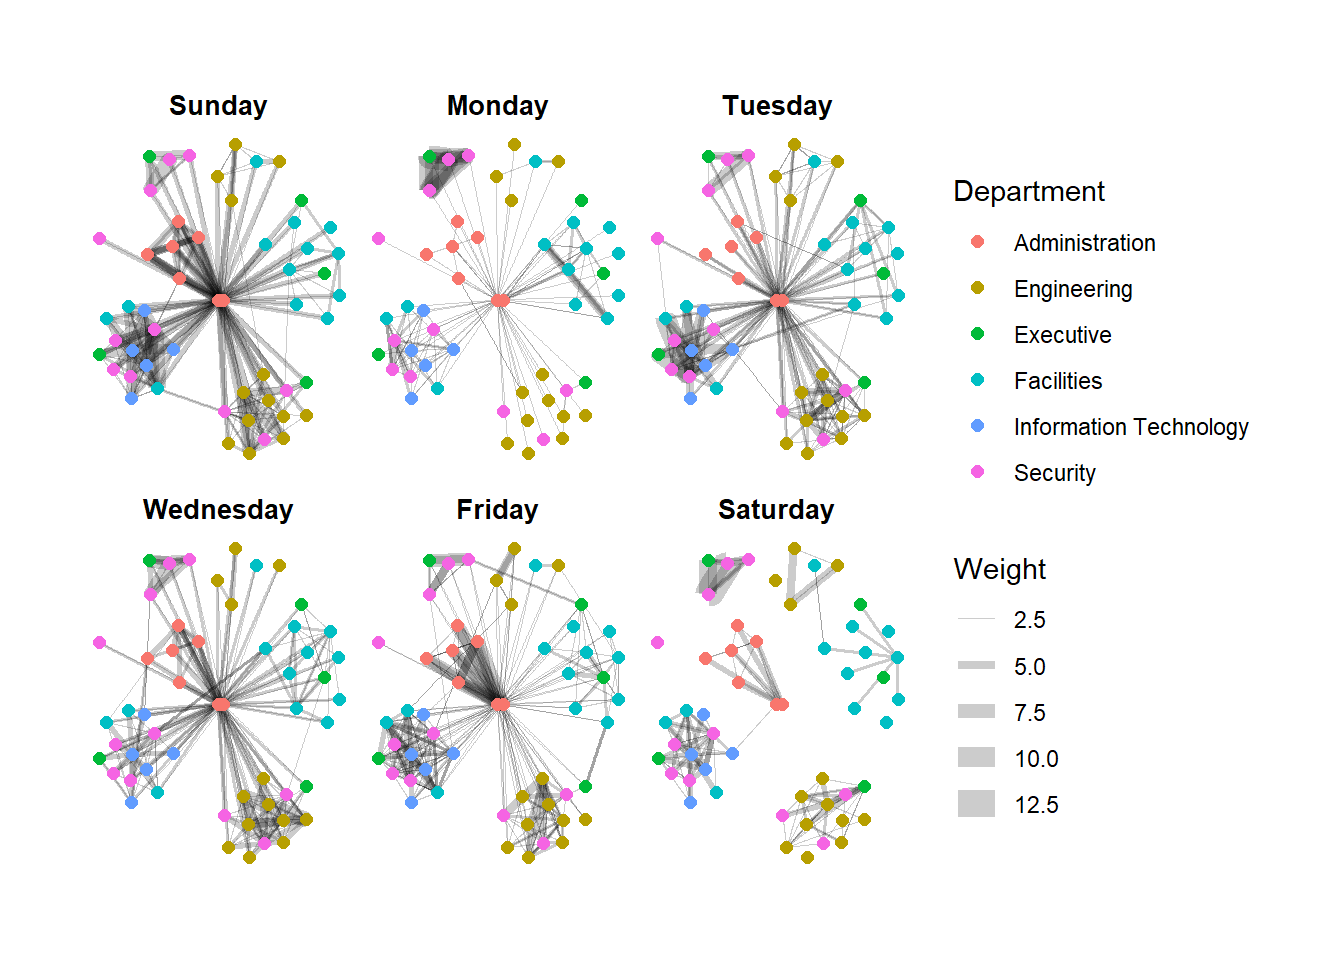 Sunday
Monday
Tuesday
Wednesday
Friday
Saturday
Department
Administration
Engineering
Executive
Facilities
Information Technology
Security
Weight
2.5
5.0
7.5
10.0
12.5